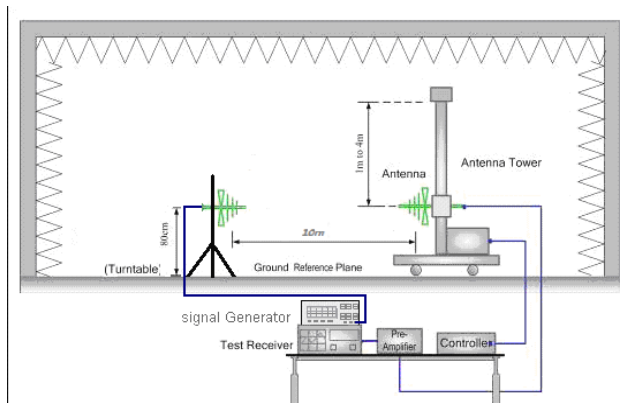 1m to 4m
Antenna
Antenna Tower
80cm
10m
(Turntable)
Ground Reference Plane
signal Generator
Test Receiver
Pre-
Amplifier
Controller